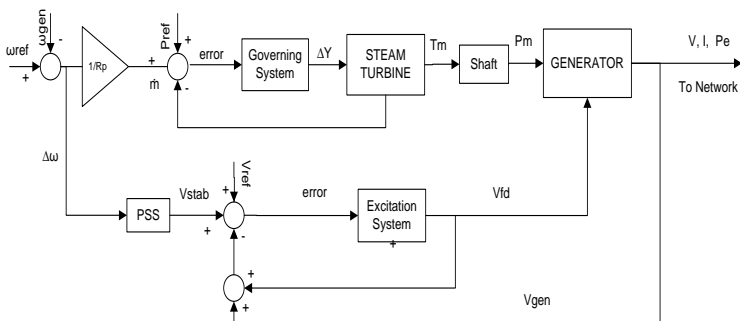 ωref
+
ωgen
-
1/Rp
+
ṁ
Pref
+
-
error
Governing
System
ΔY
STEAM
TURBINE
Tm
Shaft
Pm
GENERATOR
V, I, Pe
To Network
Δω
PSS
Vstab
+
Vref
+
-
error
Excitation
System
+
Vfd
+
+
Vgen